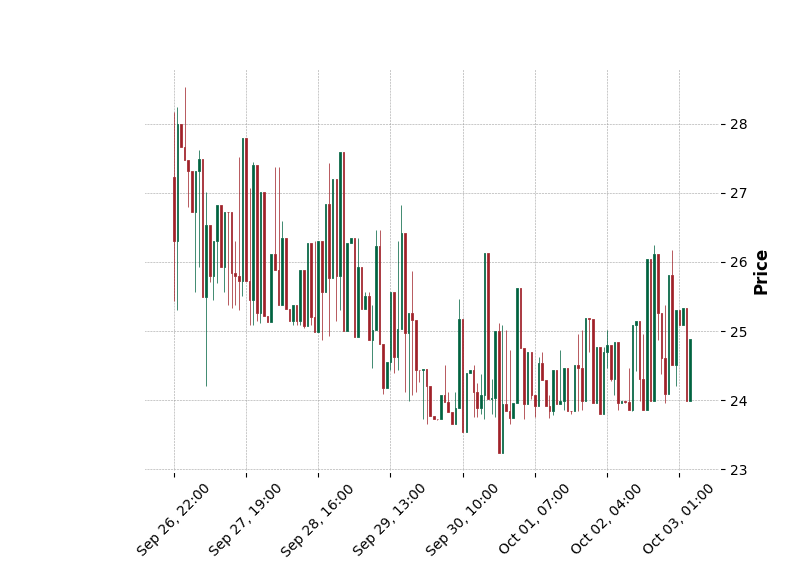 28
27
26
25
24
23
Price
Sep 26, 22:00
Sep 27, 19:00
Sep 28, 16:00
Sep 29, 13:00
Sep 30, 10:00
Oct 01, 07:00
Oct 02, 04:00
Oct 03, 01:00